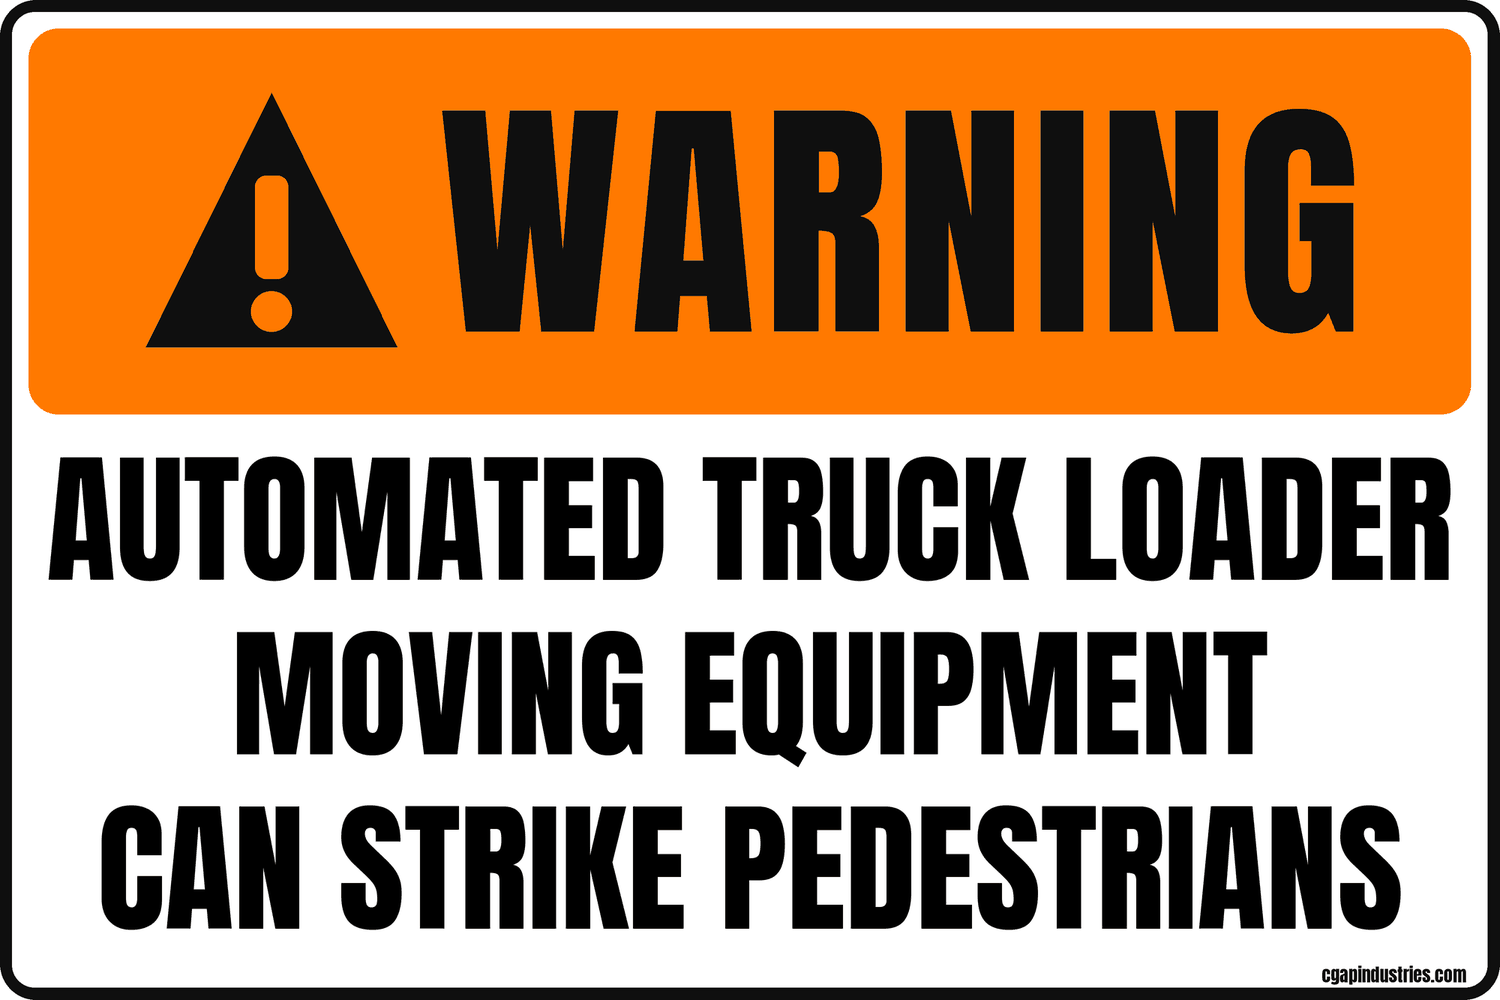 WARNING
AUTOMATED TRUCK LOADER
MOVING EQUIPMENT
CAN STRIKE PEDESTRIANS
cgapindustries.com